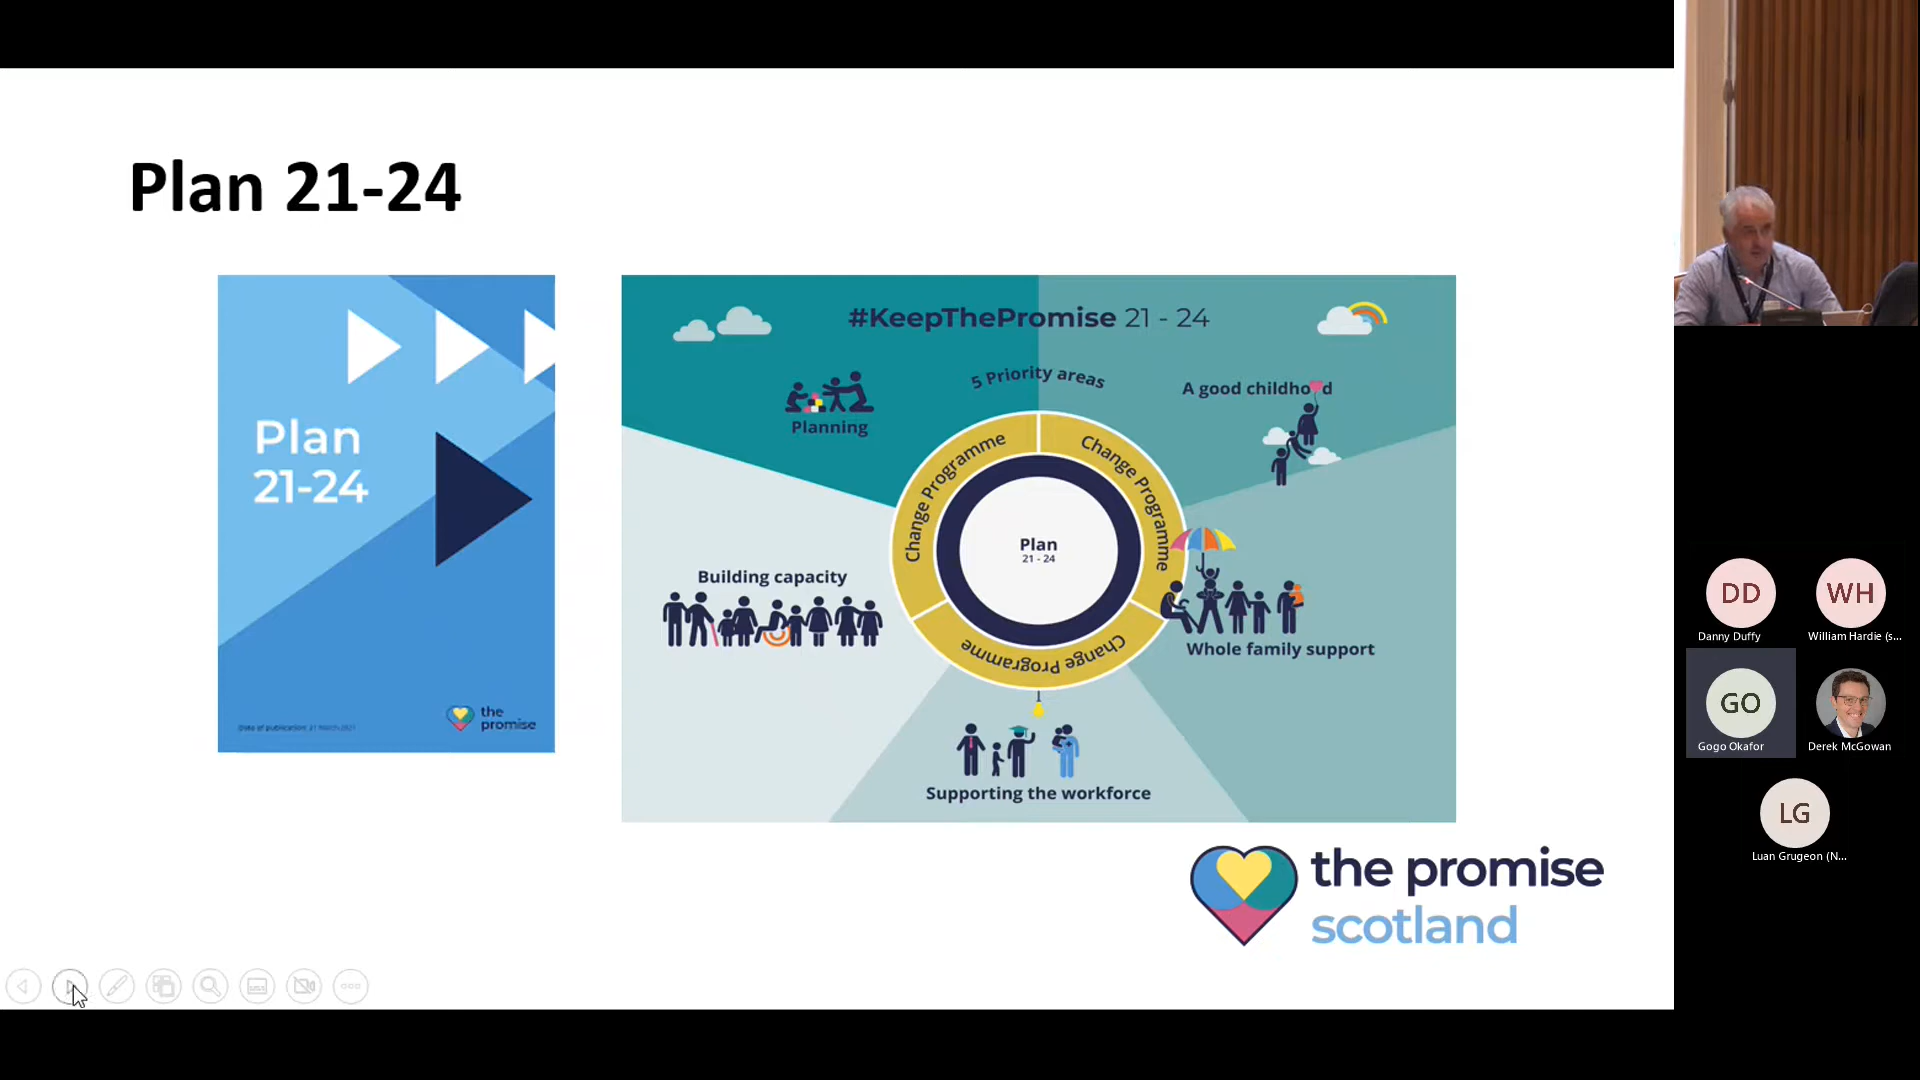 Plan 21-24
Plan
21-24
Date of publication: 31 March 2021
the
promise
#KeepThePromise 21 - 24
5 Priority areas
Planning
A good childhood
Change Programme
Change Programme
Change Programme
Plan
21 - 24
Building capacity
Whole family support
Supporting the workforce
the promise
scotland
DD
Danny Duffy
WH
William Hardie (s...
GO
Gogo Okafor
Derek McGowan
LG
Luan Grugeon (N...